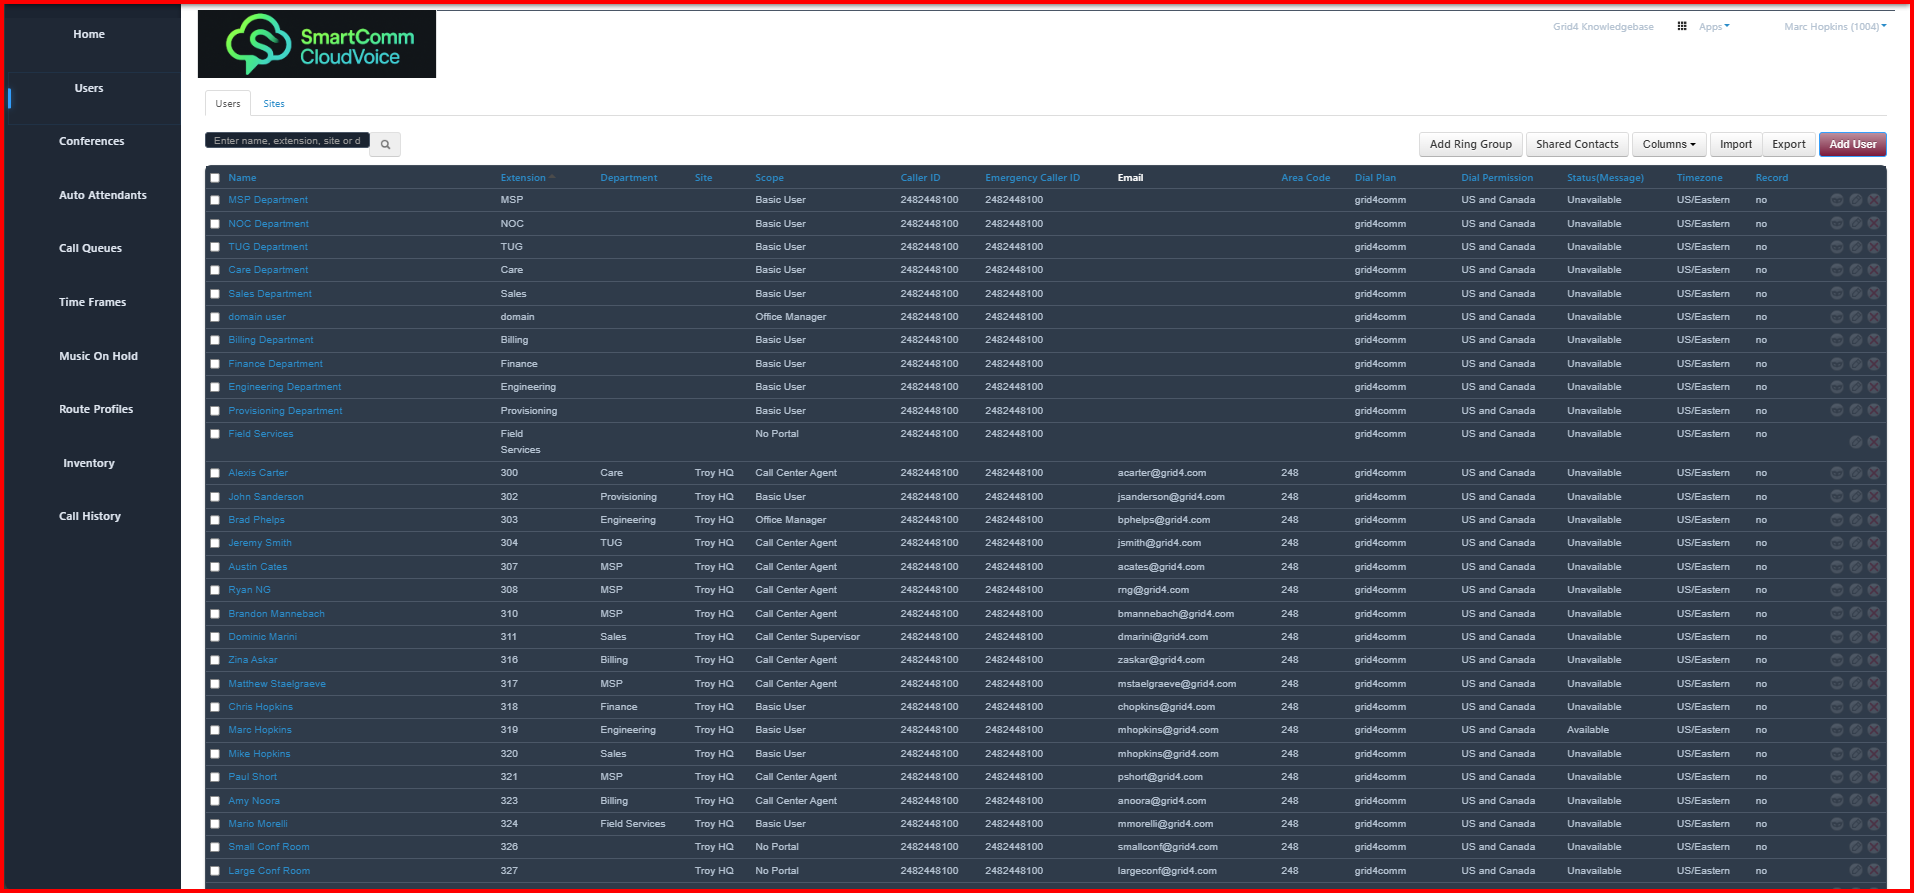 Home
Users
Conferences
Auto Attendants
Call Queues
Time Frames
Music On Hold
Route Profiles
Inventory
Call History
SmartComm
CloudVoice
Grid4 Knowledgebase Apps Marc Hopkins (1004)
Users Sites
Enter name, extension, site or d
Add Ring Group Shared Contacts Columns Import Export Add User
Name Extension Department Site Scope Caller ID Emergency Caller ID Email Area Code Dial Plan Dial Permission Status(Message) Timezone Record
MSP Department MSP Basic User 2482448100 2482448100 grid4comm US and Canada Unavailable US/Eastern no
NOC Department NOC Basic User 2482448100 2482448100 grid4comm US and Canada Unavailable US/Eastern no
TUG Department TUG Basic User 2482448100 2482448100 grid4comm US and Canada Unavailable US/Eastern no
Care Department Care Basic User 2482448100 2482448100 grid4comm US and Canada Unavailable US/Eastern no
Sales Department Sales Basic User 2482448100 2482448100 grid4comm US and Canada Unavailable US/Eastern no
domain user domain Office Manager 2482448100 2482448100 grid4comm US and Canada Unavailable US/Eastern no
Billing Department Billing Basic User 2482448100 2482448100 grid4comm US and Canada Unavailable US/Eastern no
Finance Department Finance Basic User 2482448100 2482448100 grid4comm US and Canada Unavailable US/Eastern no
Engineering Department Engineering Basic User 2482448100 2482448100 grid4comm US and Canada Unavailable US/Eastern no
Provisioning Department Provisioning Basic User 2482448100 2482448100 grid4comm US and Canada Unavailable US/Eastern no
Field Services Field No Portal 2482448100 2482448100 grid4comm US and Canada Unavailable US/Eastern no
Services
Alexis Carter 300 Care Troy HQ Call Center Agent 2482448100 2482448100 acarter@grid4.com 248 grid4comm US and Canada Unavailable US/Eastern no
John Sanderson 302 Provisioning Troy HQ Basic User 2482448100 2482448100 jsanderson@grid4.com 248 grid4comm US and Canada Unavailable US/Eastern no
Brad Phelps 303 Engineering Troy HQ Office Manager 2482448100 2482448100 bphelps@grid4.com 248 grid4comm US and Canada Unavailable US/Eastern no
Jeremy Smith 304 TUG Troy HQ Call Center Agent 2482448100 2482448100 jsmith@grid4.com 248 grid4comm US and Canada Unavailable US/Eastern no
Austin Cates 307 MSP Troy HQ Call Center Agent 2482448100 2482448100 acates@grid4.com 248 grid4comm US and Canada Unavailable US/Eastern no
Ryan NG 308 MSP Troy HQ Call Center Agent 2482448100 2482448100 rng@grid4.com 248 grid4comm US and Canada Unavailable US/Eastern no
Brandon Mannebach 310 MSP Troy HQ Call Center Agent 2482448100 2482448100 bmannebach@grid4.com 248 grid4comm US and Canada Unavailable US/Eastern no
Dominic Marini 311 Sales Troy HQ Call Center Supervisor 2482448100 2482448100 dmarini@grid4.com 248 grid4comm US and Canada Unavailable US/Eastern no
Zina Askar 316 Billing Troy HQ Call Center Agent 2482448100 2482448100 zaskar@grid4.com 248 grid4comm US and Canada Unavailable US/Eastern no
Matthew Staelgraeve 317 MSP Troy HQ Call Center Agent 2482448100 2482448100 mstaelgraeve@grid4.com 248 grid4comm US and Canada Unavailable US/Eastern no
Chris Hopkins 318 Finance Troy HQ Basic User 2482448100 2482448100 chopkins@grid4.com 248 grid4comm US and Canada Unavailable US/Eastern no
Marc Hopkins 319 Engineering Troy HQ Basic User 2482448100 2482448100 mhopkins@grid4.com 248 grid4comm US and Canada Available US/Eastern no
Mike Hopkins 320 Sales Troy HQ Basic User 2482448100 2482448100 mhopkins@grid4.com 248 grid4comm US and Canada Unavailable US/Eastern no
Paul Short 321 MSP Troy HQ Call Center Agent 2482448100 2482448100 pshort@grid4.com 248 grid4comm US and Canada Unavailable US/Eastern no
Amy Noora 323 Billing Troy HQ Call Center Agent 2482448100 2482448100 anoora@grid4.com 248 grid4comm US and Canada Unavailable US/Eastern no
Mario Morelli 324 Field Services Troy HQ Basic User 2482448100 2482448100 mmorelli@grid4.com 248 grid4comm US and Canada Unavailable US/Eastern no
Small Conf Room 326 Troy HQ No Portal 2482448100 2482448100 smallconf@grid4.com 248 grid4comm US and Canada Unavailable US/Eastern no
Large Conf Room 327 Troy HQ No Portal 2482448100 2482448100 largeconf@grid4.com 248 grid4comm US and Canada Unavailable US/Eastern no